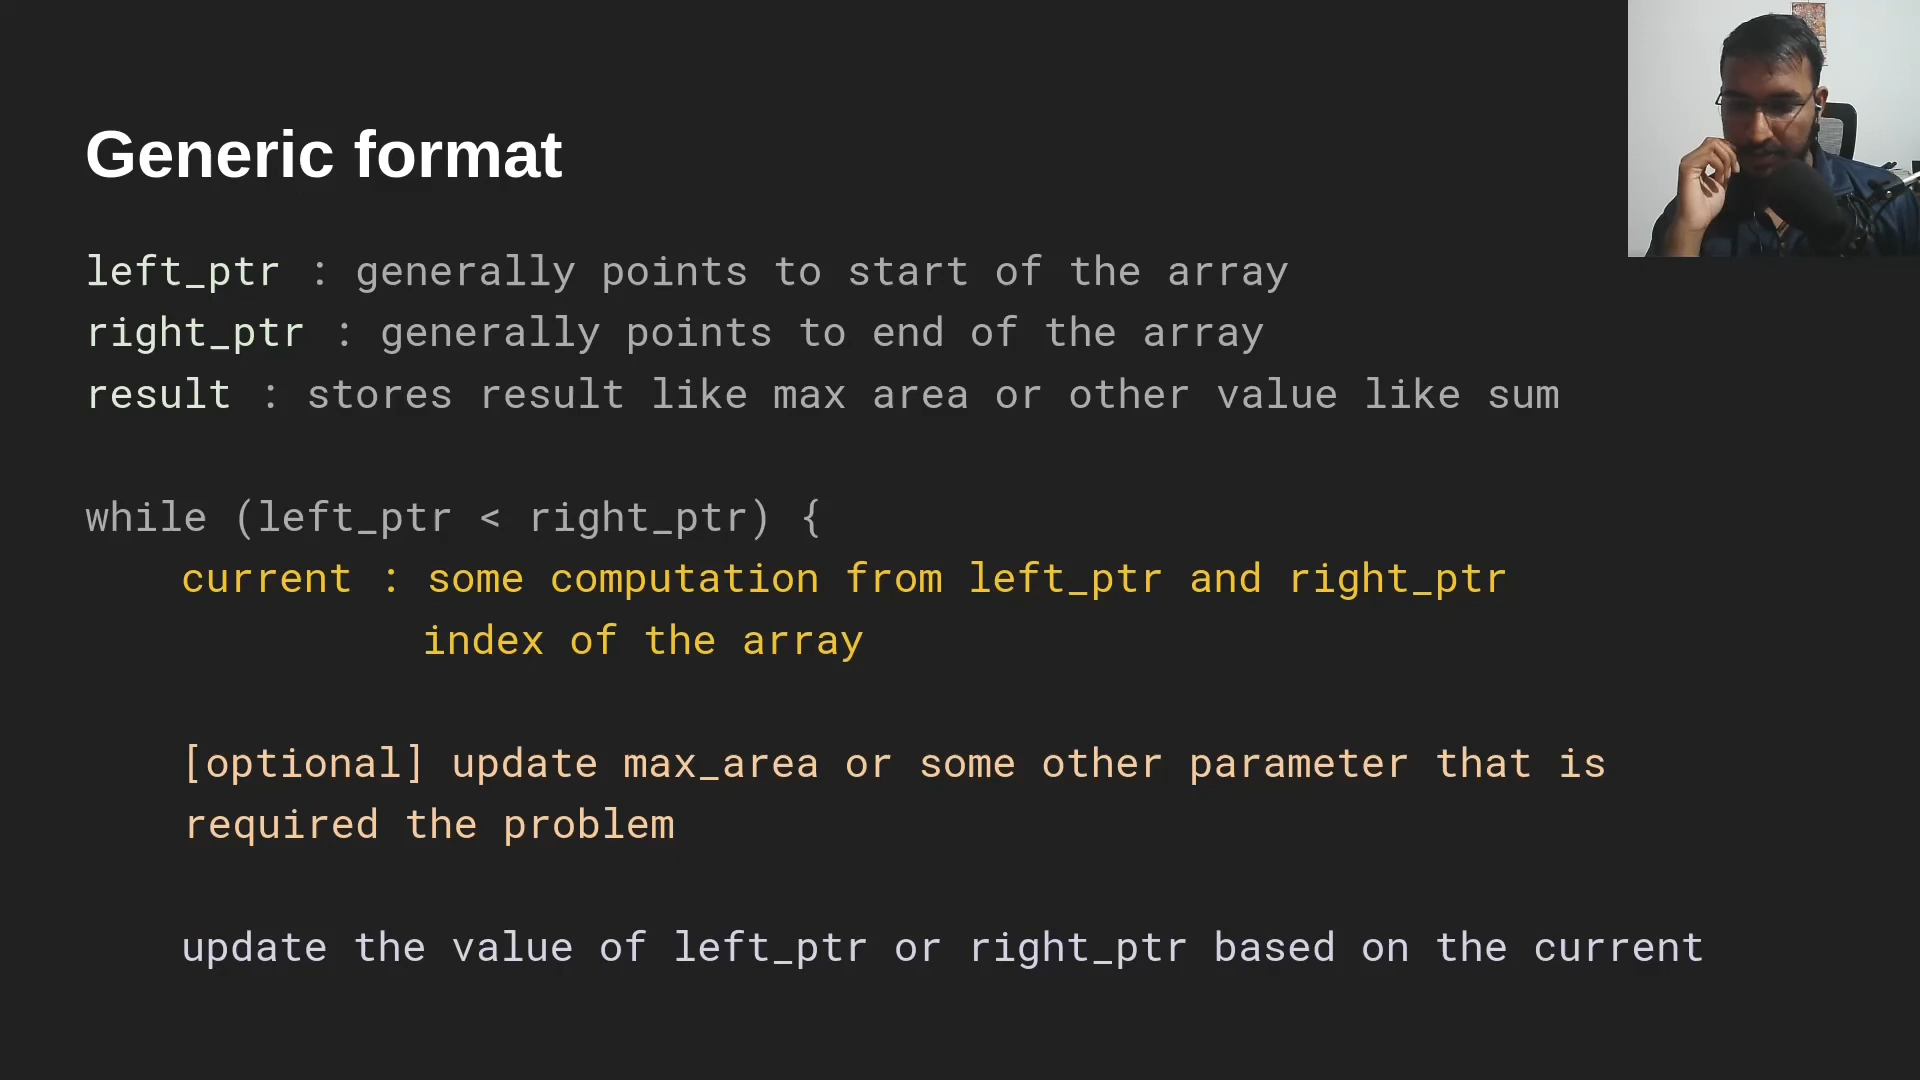 Generic format
left_ptr : generally points to start of the array
right_ptr : generally points to end of the array
result : stores result like max area or other value like sum
while (left_ptr < right_ptr) {
current : some computation from left_ptr and right_ptr
index of the array
[optional] update max_area or some other parameter that is
required the problem
update the value of left_ptr or right_ptr based on the current